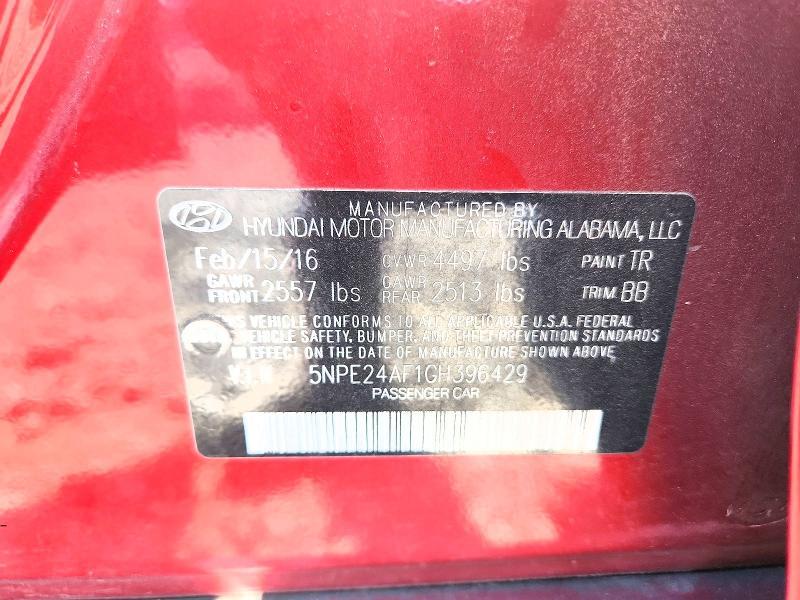 MANUFACTURED BY
HYUNDAI MOTOR MANUFACTURING ALABAMA, LLC
Feb/15/16 GVWR 4497 lbs PAINT TR
GAWR FRONT 2557 lbs GAWR REAR 2513 lbs TRIM BB
THIS VEHICLE CONFORMS TO ALL APPLICABLE U.S.A. FEDERAL
VEHICLE SAFETY, BUMPER, AND THEFT PREVENTION STANDARDS
IN EFFECT ON THE DATE OF MANUFACTURE SHOWN ABOVE.
V.I.N 5NPE24AF1GH396429
PASSENGER CAR